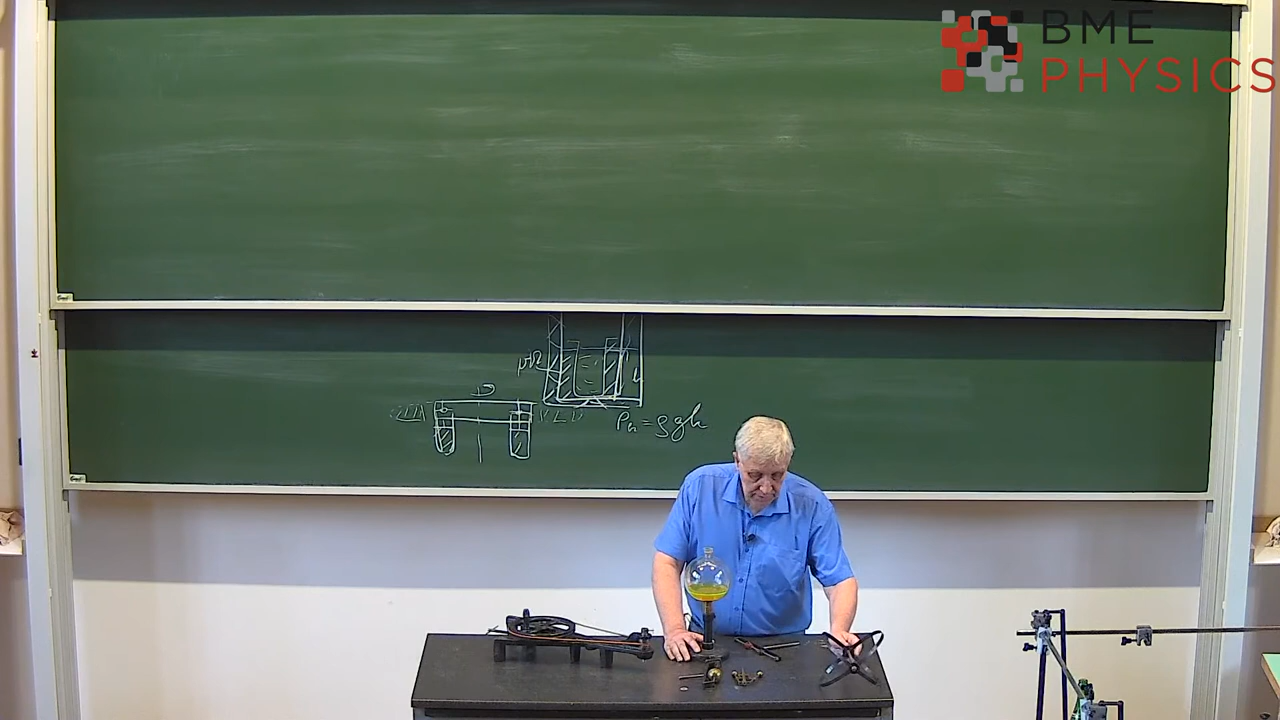 BME
PHYSICS
D
h
Pₕ = ρgh